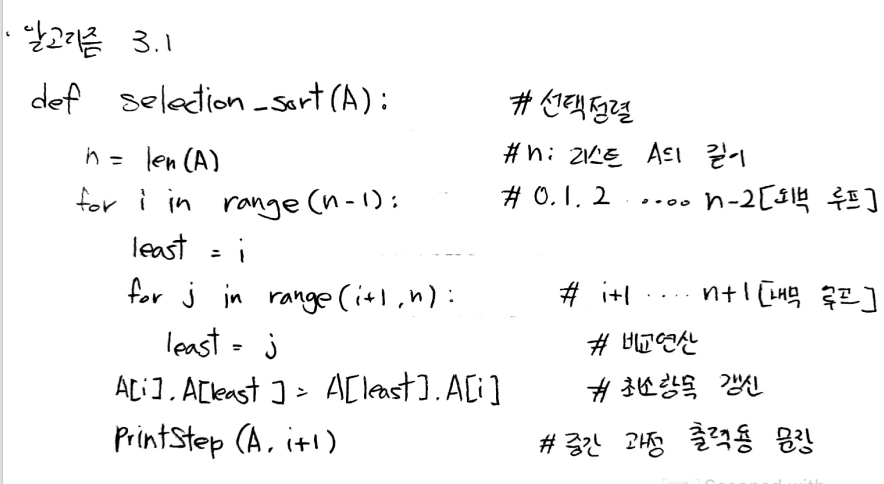 · 알고리즘 3.1
def selection_sort(A): # 선택정렬
n = len(A) # n: 리스트 A의 길이
for i in range(n-1): # 0.1.2 ..... n-2[외부 루프]
least = i
for j in range(i+1,n): # i+1 .... n+1[내부 루프]
least = j # 비교연산
A[i].A[least] = A[least].A[i] # 최소항목 갱신
printStep (A. i+1) # 중간 과정 출력용 문장